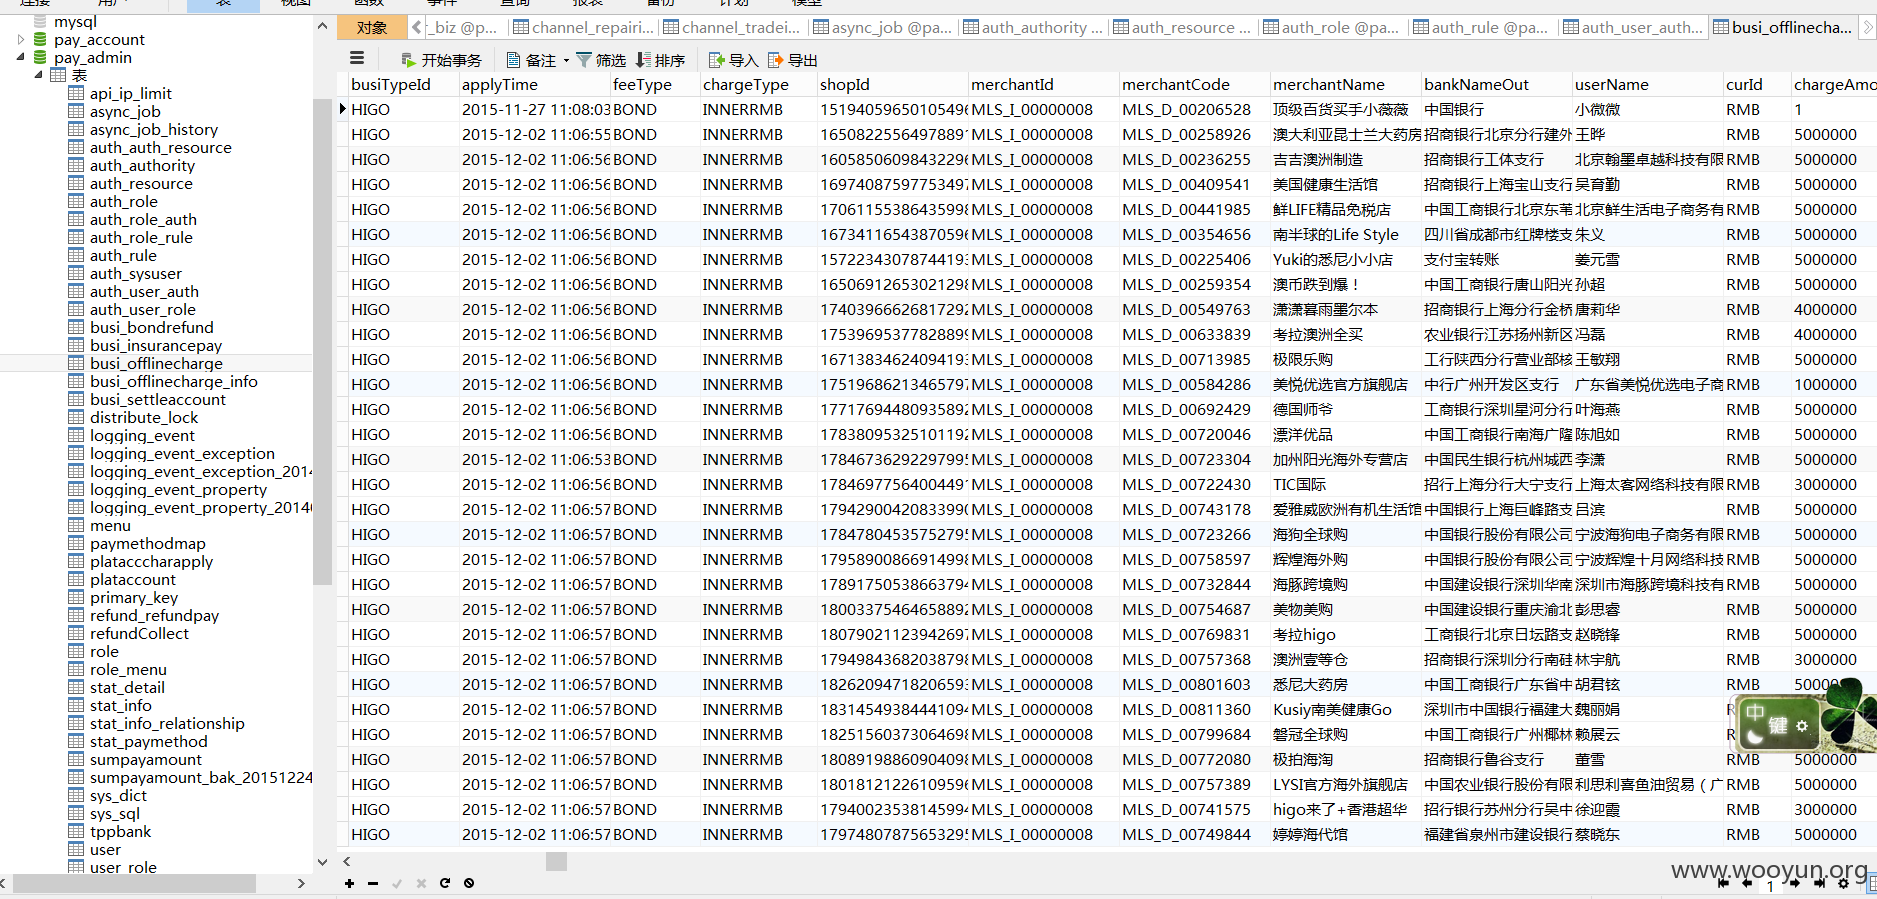 连接 用户 表 视图 函数 事件 查询 报表 备份 计划 模型
mysql
pay_account
pay_admin
表
api_ip_limit
async_job
async_job_history
auth_auth_resource
auth_authority
auth_resource
auth_role
auth_role_auth
auth_role_rule
auth_rule
auth_sysuser
auth_user_auth
auth_user_role
busi_bondrefund
busi_insurancepay
busi_offlinecharge
busi_offlinecharge_info
busi_settleaccount
distribute_lock
logging_event
logging_event_exception
logging_event_exception_2014
logging_event_property
logging_event_property_20140
menu
paymethodmap
platacccharapply
plataccount
primary_key
refund_refundpay
refundCollect
role
role_menu
stat_detail
stat_info
stat_info_relationship
stat_paymethod
sumpayamount
sumpayamount_bak_20151224
sys_dict
sys_sql
tppbank
user
user_role
对象 _biz @p... channel_repairi... channel_tradei... async_job @pa... auth_authority ... auth_resource ... auth_role @pa... auth_rule @pa... auth_user_auth... busi_offlinecha...
开始事务 备注 筛选 排序 导入 导出
busiTypeId applyTime feeType chargeType shopId merchantId merchantCode merchantName bankNameOut userName curId chargeAmo
HIGO 2015-11-27 11:08:03 BOND INNERRMB 1519405965010549 MLS_I_00000008 MLS_D_00206528 顶级百货买手小薇薇 中国银行 小微微 RMB 1
HIGO 2015-12-02 11:06:55 BOND INNERRMB 1650822556497889 MLS_I_00000008 MLS_D_00258926 澳大利亚昆士兰大药房 招商银行北京分行建外 王晔 RMB 5000000
HIGO 2015-12-02 11:06:56 BOND INNERRMB 1605850609843229 MLS_I_00000008 MLS_D_00236255 吉吉澳洲制造 招商银行工体支行 北京翰墨卓越科技有限 RMB 5000000
HIGO 2015-12-02 11:06:56 BOND INNERRMB 1697408759775349 MLS_I_00000008 MLS_D_00409541 美国健康生活馆 招商银行上海宝山支行 吴育勤 RMB 5000000
HIGO 2015-12-02 11:06:56 BOND INNERRMB 1706115538643599 MLS_I_00000008 MLS_D_00441985 鲜LIFE精品免税店 中国工商银行北京东苇 北京鲜生活电子商务有 RMB 5000000
HIGO 2015-12-02 11:06:56 BOND INNERRMB 1673411654387059 MLS_I_00000008 MLS_D_00354656 南半球的Life Style 四川省成都市红牌楼支 朱义 RMB 5000000
HIGO 2015-12-02 11:06:56 BOND INNERRMB 1572234307874419 MLS_I_00000008 MLS_D_00225406 Yuki的悉尼小小店 支付宝转账 姜元雪 RMB 5000000
HIGO 2015-12-02 11:06:56 BOND INNERRMB 1650691265302129 MLS_I_00000008 MLS_D_00259354 澳币跌到爆！ 中国工商银行唐山阳光 孙超 RMB 5000000
HIGO 2015-12-02 11:06:56 BOND INNERRMB 1740396662681729 MLS_I_00000008 MLS_D_00549763 潇潇暮雨墨尔本 招商银行上海分行金桥 唐莉华 RMB 4000000
HIGO 2015-12-02 11:06:56 BOND INNERRMB 1753969537782889 MLS_I_00000008 MLS_D_00633839 考拉澳洲全买 农业银行江苏扬州新区 冯磊 RMB 4000000
HIGO 2015-12-02 11:06:56 BOND INNERRMB 1671383462409419 MLS_I_00000008 MLS_D_00713985 极限乐购 工行陕西分行营业部核 王敏翔 RMB 5000000
HIGO 2015-12-02 11:06:56 BOND INNERRMB 1751968621346579 MLS_I_00000008 MLS_D_00584286 美悦优选官方旗舰店 中行广州开发区支行 广东省美悦优选电子商 RMB 1000000
HIGO 2015-12-02 11:06:56 BOND INNERRMB 1771769448093589 MLS_I_00000008 MLS_D_00692429 德国师爷 工商银行深圳星河分行 叶海燕 RMB 5000000
HIGO 2015-12-02 11:06:56 BOND INNERRMB 1783809532510119 MLS_I_00000008 MLS_D_00720046 漂洋优品 中国工商银行南海广隆 陈旭如 RMB 5000000
HIGO 2015-12-02 11:06:53 BOND INNERRMB 1784673629229799 MLS_I_00000008 MLS_D_00723304 加州阳光海外专营店 中国民生银行杭州城西 李潇 RMB 5000000
HIGO 2015-12-02 11:06:56 BOND INNERRMB 1784697756400449 MLS_I_00000008 MLS_D_00722430 TIC国际 招行上海分行大宁支行 上海太客网络科技有限 RMB 3000000
HIGO 2015-12-02 11:06:57 BOND INNERRMB 1794290042083399 MLS_I_00000008 MLS_D_00743178 爱雅威欧洲有机生活馆 中国银行上海巨峰路支 吕滨 RMB 5000000
HIGO 2015-12-02 11:06:57 BOND INNERRMB 1784780453575279 MLS_I_00000008 MLS_D_00723266 海狗全球购 中国银行股份有限公司 宁波海狗电子商务有限 RMB 5000000
HIGO 2015-12-02 11:06:57 BOND INNERRMB 1795890086691499 MLS_I_00000008 MLS_D_00758597 辉煌海外购 中国银行股份有限公司 宁波辉煌十月网络科技 RMB 5000000
HIGO 2015-12-02 11:06:57 BOND INNERRMB 1789175053866379 MLS_I_00000008 MLS_D_00732844 海豚跨境购 中国建设银行深圳华南 深圳市海豚跨境科技有 RMB 5000000
HIGO 2015-12-02 11:06:57 BOND INNERRMB 1800337546465889 MLS_I_00000008 MLS_D_00754687 美物美购 中国建设银行重庆渝北 彭思睿 RMB 5000000
HIGO 2015-12-02 11:06:57 BOND INNERRMB 1807902112394269 MLS_I_00000008 MLS_D_00769831 考拉higo 工商银行北京日坛路支 赵晓锋 RMB 5000000
HIGO 2015-12-02 11:06:57 BOND INNERRMB 1794984368203879 MLS_I_00000008 MLS_D_00757368 澳洲壹等仓 招商银行深圳分行南硅 林宇航 RMB 3000000
HIGO 2015-12-02 11:06:57 BOND INNERRMB 1826209471820659 MLS_I_00000008 MLS_D_00801603 悉尼大药房 中国工商银行广东省中 胡君铉 RMB 50000
HIGO 2015-12-02 11:06:57 BOND INNERRMB 1831454938444109 MLS_I_00000008 MLS_D_00811360 Kusiy南美健康Go 深圳市中国银行福建大 魏丽娟
HIGO 2015-12-02 11:06:57 BOND INNERRMB 1825156037306469 MLS_I_00000008 MLS_D_00799684 磐冠全球购 中国工商银行广州椰林 赖展云
HIGO 2015-12-02 11:06:57 BOND INNERRMB 1808919886090409 MLS_I_00000008 MLS_D_00772080 极拍海淘 招商银行鲁谷支行 董雪 RMB 5000000
HIGO 2015-12-02 11:06:57 BOND INNERRMB 1801812122610959 MLS_I_00000008 MLS_D_00757389 LYSI官方海外旗舰店 中国农业银行股份有限 利思利喜鱼油贸易（广 RMB 5000000
HIGO 2015-12-02 11:06:57 BOND INNERRMB 1794002353814599 MLS_I_00000008 MLS_D_00741575 higo来了+香港超华 招行银行苏州分行吴中 徐迎霞 RMB 3000000
HIGO 2015-12-02 11:06:57 BOND INNERRMB 1797480787565329 MLS_I_00000008 MLS_D_00749844 婷婷海代馆 福建省泉州市建设银行 蔡晓东 RMB 5000000
中 键
www.wooyun.org
1